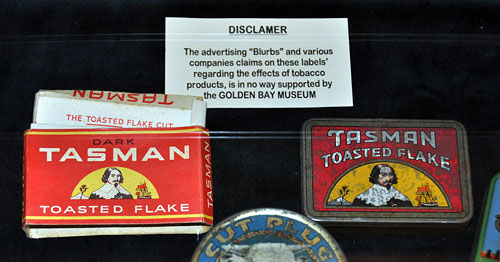 DISCLAMER
The advertising “Blurbs” and various
companies claims on these labels’
regarding the effects of tobacco
products, is in no way supported by
the GOLDEN BAY MUSEUM
TASMAN
THE TOASTED FLAKE CUT
DARK
TASMAN
TOASTED FLAKE
TASMAN
TASMAN
TOASTED FLAKE
CUT PLUG